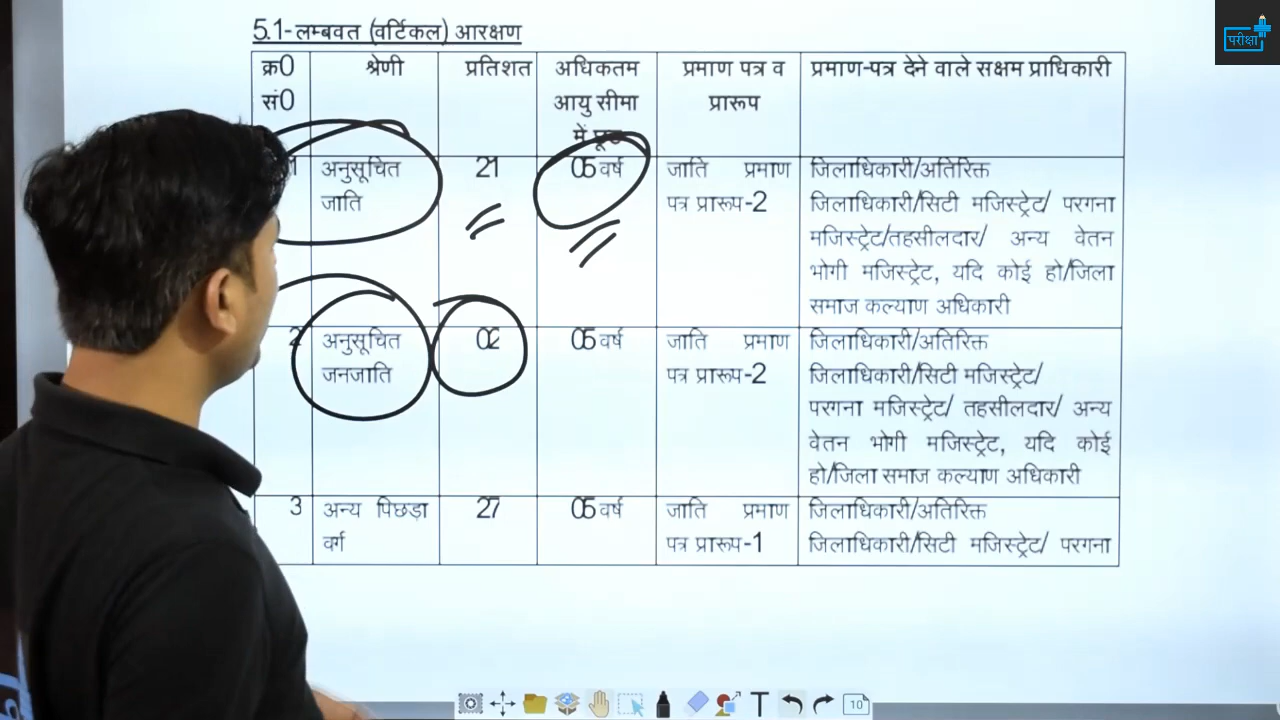 परीक्षा
5.1-लम्बवत (वर्टिकल) आरक्षण
क्र0 सं0 | श्रेणी | प्रतिशत | अधिकतम आयु सीमा में छूट | प्रमाण पत्र व प्रारूप | प्रमाण-पत्र देने वाले सक्षम प्राधिकारी
1 | अनुसूचित जाति | 21 | 05 वर्ष | जाति प्रमाण पत्र प्रारूप-2 | जिलाधिकारी/अतिरिक्त
जिलाधिकारी/सिटी मजिस्ट्रेट/ परगना
मजिस्ट्रेट/तहसीलदार/ अन्य वेतन
भोगी मजिस्ट्रेट, यदि कोई हो/जिला
समाज कल्याण अधिकारी
2 | अनुसूचित जनजाति | 02 | 05 वर्ष | जाति प्रमाण पत्र प्रारूप-2 | जिलाधिकारी/अतिरिक्त
जिलाधिकारी/सिटी मजिस्ट्रेट/
परगना मजिस्ट्रेट/ तहसीलदार/ अन्य
वेतन भोगी मजिस्ट्रेट, यदि कोई
हो/जिला समाज कल्याण अधिकारी
3 | अन्य पिछड़ा वर्ग | 27 | 05 वर्ष | जाति प्रमाण पत्र प्रारूप-1 | जिलाधिकारी/अतिरिक्त
जिलाधिकारी/सिटी मजिस्ट्रेट/ परगना
T
10